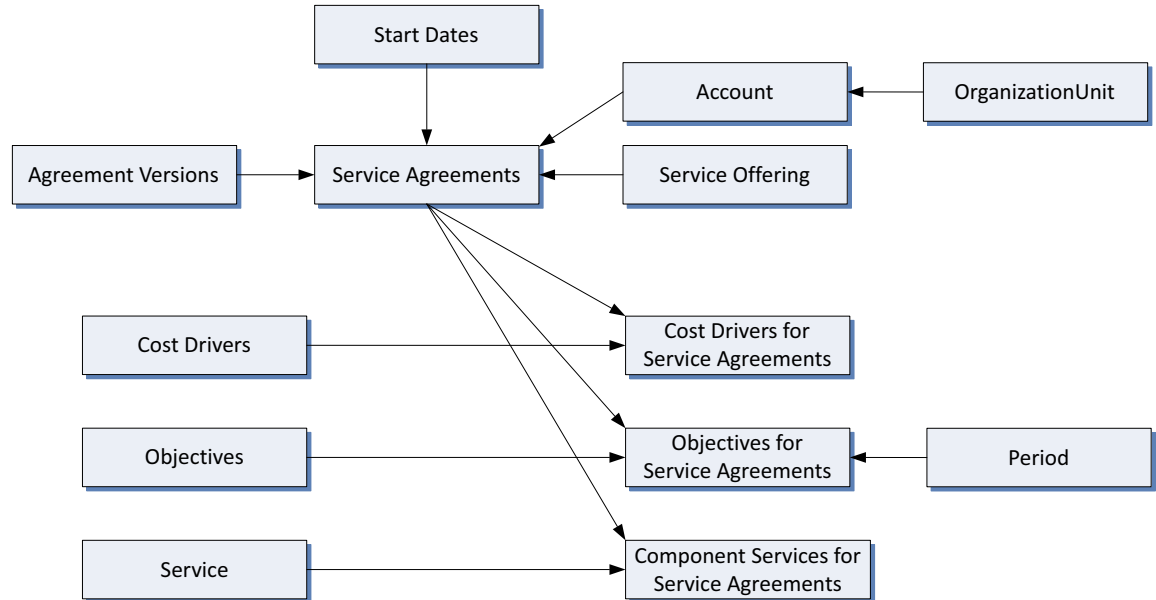 Start Dates
Account
OrganizationUnit
Agreement Versions
Service Agreements
Service Offering
Cost Drivers
Cost Drivers for
Service Agreements
Objectives
Objectives for
Service Agreements
Period
Service
Component Services for
Service Agreements